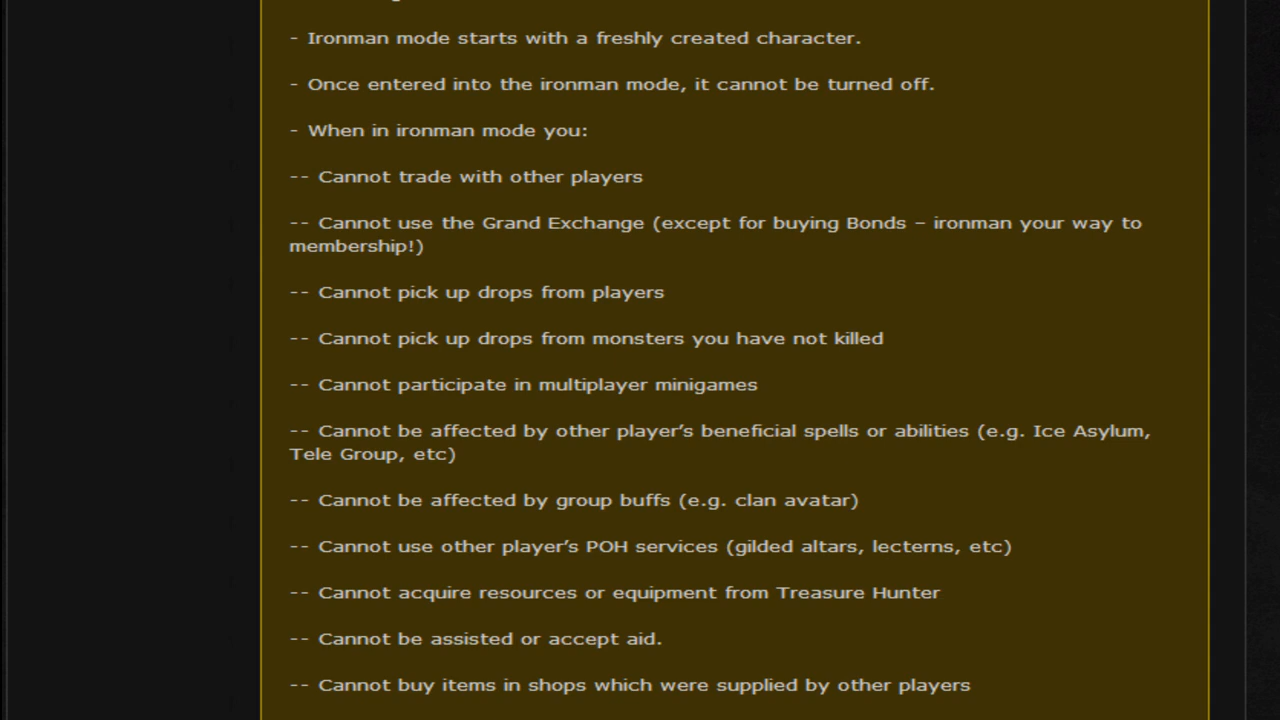 - Ironman mode starts with a freshly created character.
- Once entered into the ironman mode, it cannot be turned off.
- When in ironman mode you:
-- Cannot trade with other players
-- Cannot use the Grand Exchange (except for buying Bonds – ironman your way to
membership!)
-- Cannot pick up drops from players
-- Cannot pick up drops from monsters you have not killed
-- Cannot participate in multiplayer minigames
-- Cannot be affected by other player’s beneficial spells or abilities (e.g. Ice Asylum,
Tele Group, etc)
-- Cannot be affected by group buffs (e.g. clan avatar)
-- Cannot use other player’s POH services (gilded altars, lecterns, etc)
-- Cannot acquire resources or equipment from Treasure Hunter
-- Cannot be assisted or accept aid.
-- Cannot buy items in shops which were supplied by other players